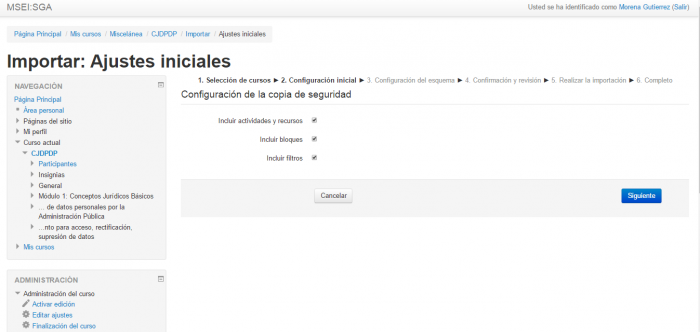 MSEI:SGA
Usted se ha identificado como Morena Gutierrez (Salir)
Página Principal / Mis cursos / Miscelánea / CJDPDP / Importar / Ajustes iniciales
Importar: Ajustes iniciales
NAVEGACIÓN
Página Principal
Área personal
Páginas del sitio
Mi perfil
Curso actual
CJDPDP
Participantes
Insignias
General
Módulo 1: Conceptos Jurídicos Básicos
... de datos personales por la
Administración Pública
...nto para acceso, rectificación,
supresión de datos
Mis cursos
ADMINISTRACIÓN
Administración del curso
Activar edición
Editar ajustes
Finalización del curso
1. Selección de cursos ► 2. Configuración inicial ► 3. Configuración del esquema ► 4. Confirmación y revisión ► 5. Realizar la importación ► 6. Completo
Configuración de la copia de seguridad
Incluir actividades y recursos
Incluir bloques
Incluir filtros
Cancelar
Siguiente